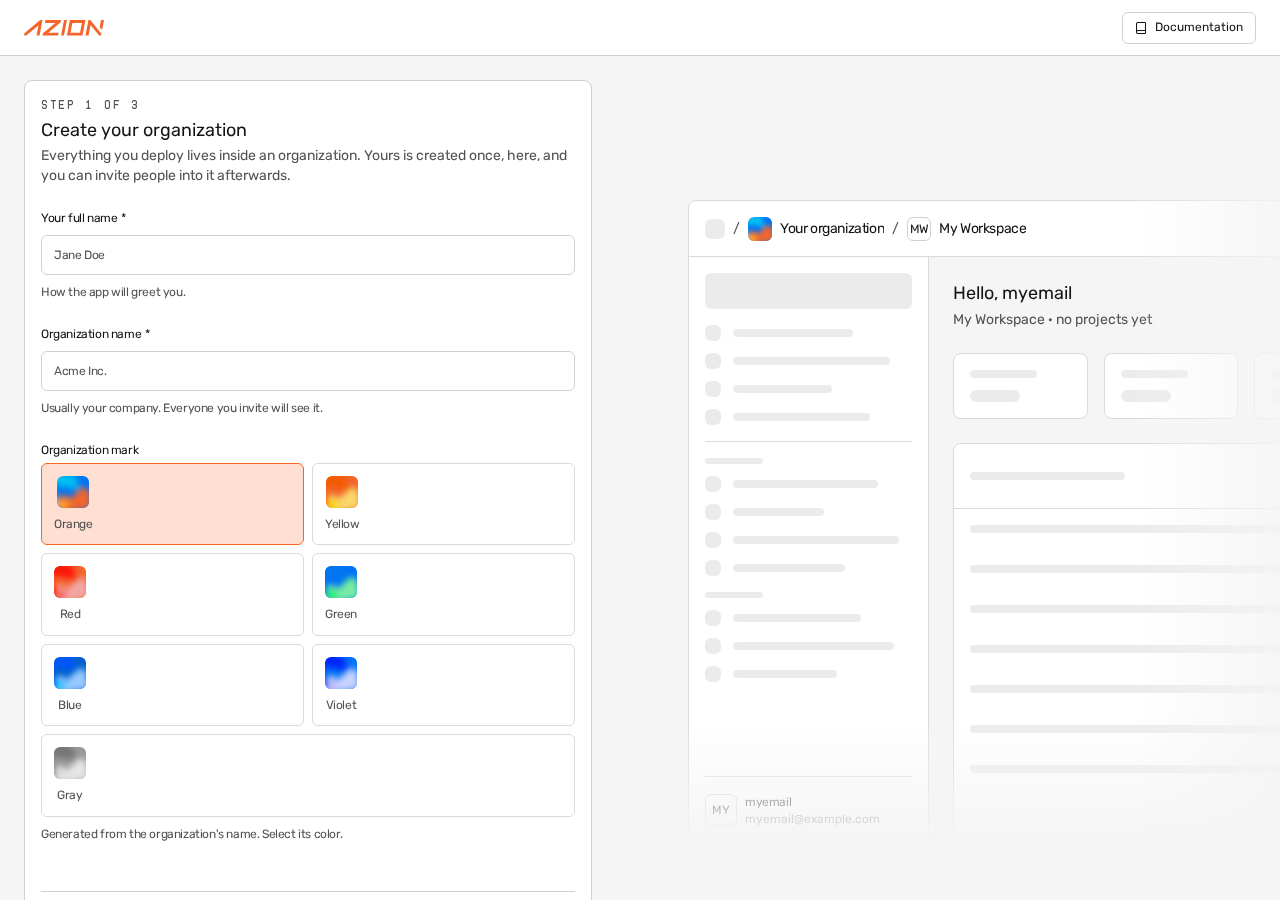 AZION
Documentation
STEP 1 OF 3
Create your organization
Everything you deploy lives inside an organization. Yours is created once, here, and
you can invite people into it afterwards.
Your full name *
Jane Doe
How the app will greet you.
Organization name *
Acme Inc.
Usually your company. Everyone you invite will see it.
Organization mark
Orange
Yellow
Red
Green
Blue
Violet
Gray
Generated from the organization's name. Select its color.
/ Your organization / MW My Workspace
Hello, myemail
My Workspace • no projects yet
MY
myemail
myemail@example.com